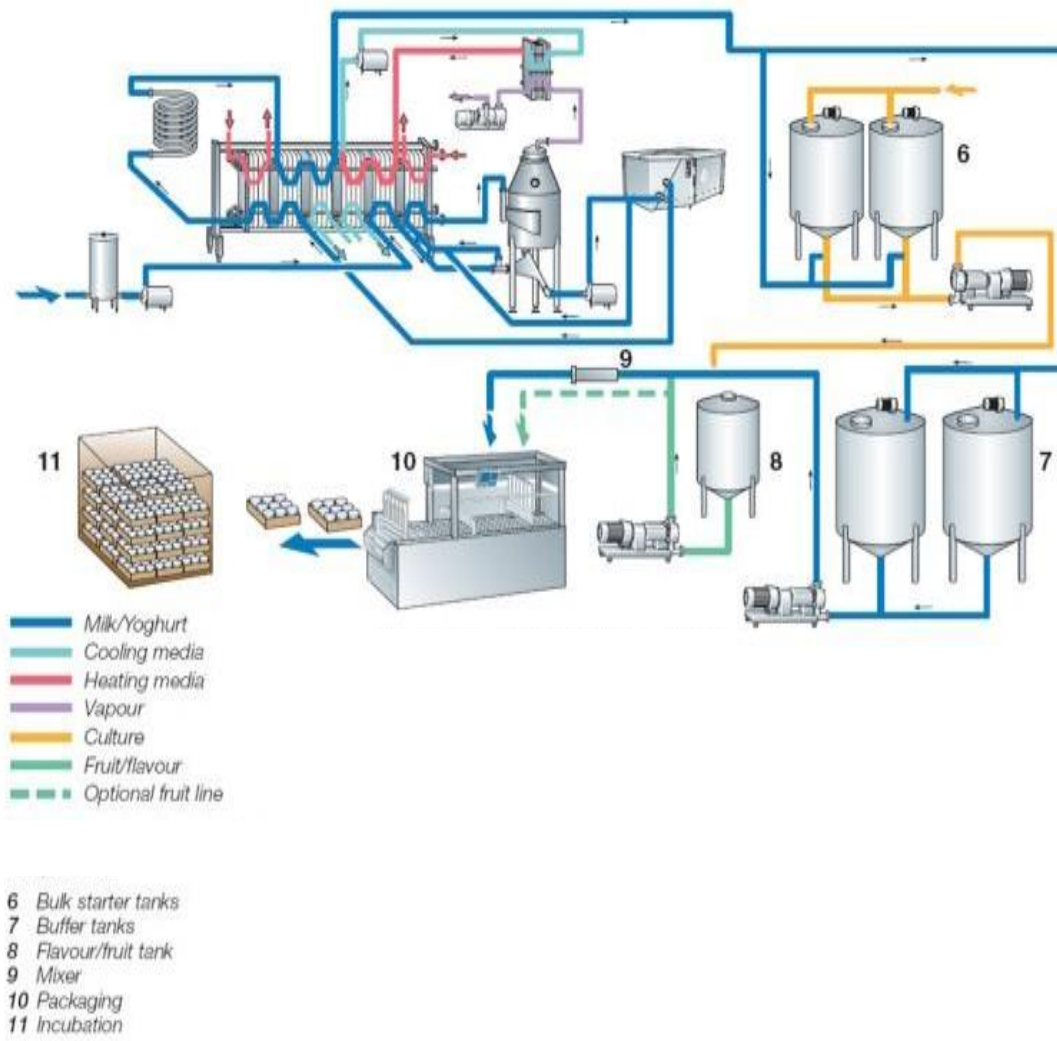 6
9
11
10
8
7
Milk/Yoghurt
Cooling media
Heating media
Vapour
Culture
Fruit/flavour
Optional fruit line
6 Bulk starter tanks
7 Buffer tanks
8 Flavour/fruit tank
9 Mixer
10 Packaging
11 Incubation